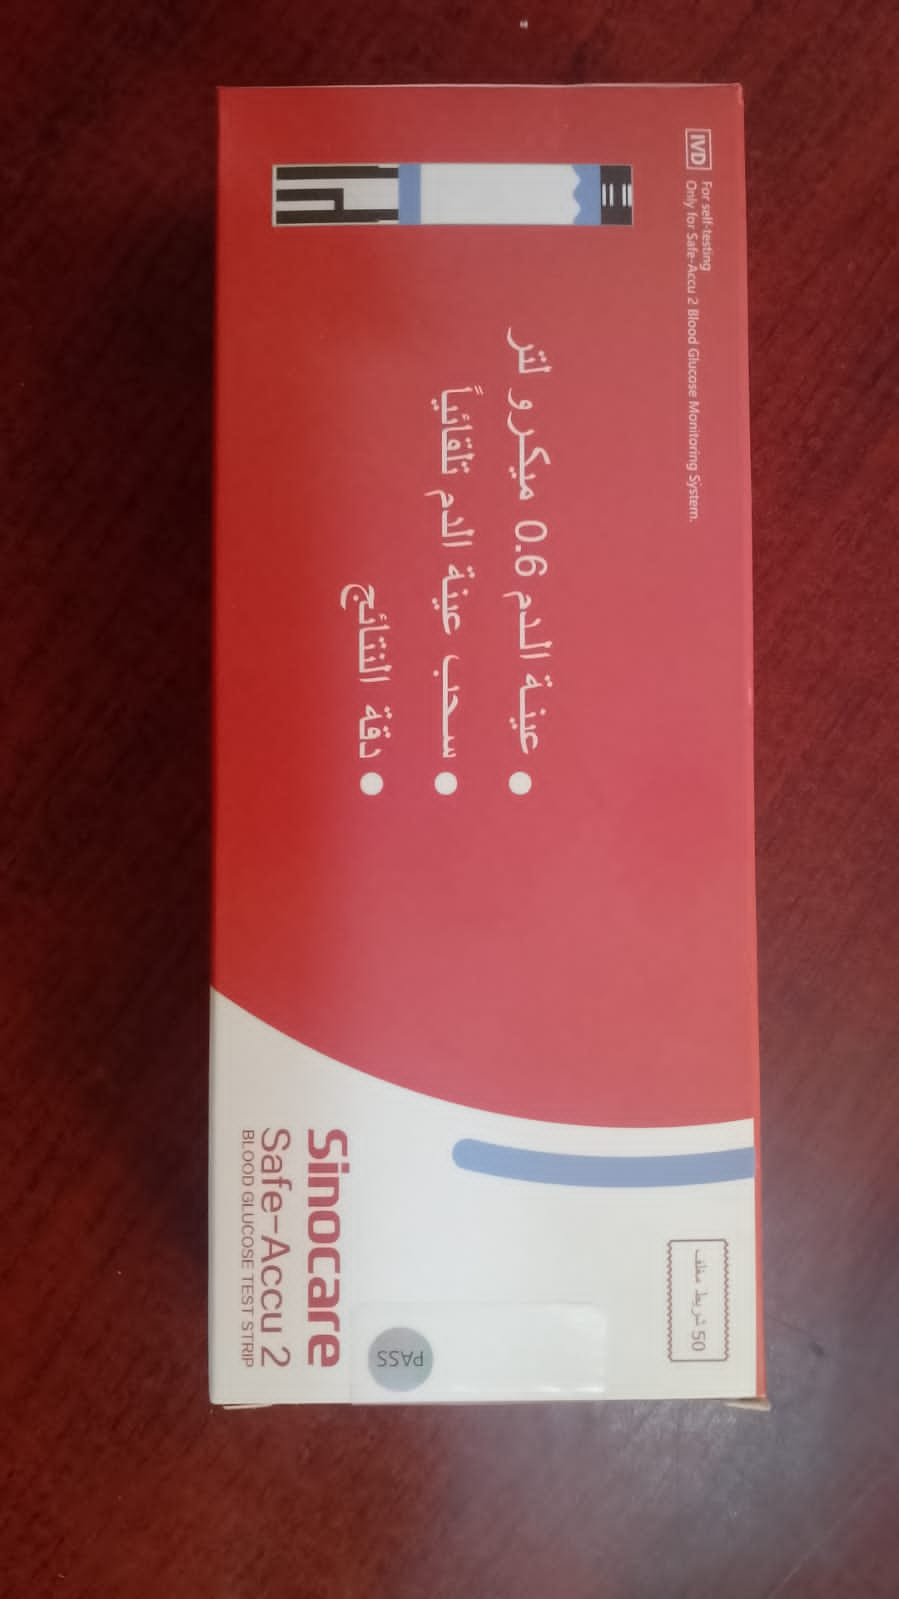 IVD
For self-testing
Only for Safe-Accu 2 Blood Glucose Monitoring System.
● عينة الدم 0.6 ميكرو لتر
● سحب عينة الدم تلقائياً
● دقة النتائج
50 شريط مغلف
Sinocare
Safe-Accu 2
BLOOD GLUCOSE TEST STRIP
PASS